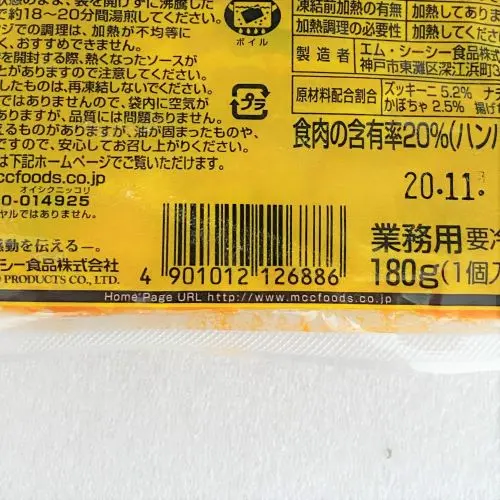 状態のまま、袋を開けずに沸騰した
で約18〜20分間湯煎してください。
ジでの調理は、加熱が不均等に
、おすすめできません。
を開封する際、熱くなったソースが
とがありますので注意してください。
したものは、再凍結しないでください。
ありますが、品質には問題ありません。
えるものがありますが、油が固まったものや、
ので、安心してお召し上がりください。
は下記ホームページでご覧いただけます。
ccfoods.co.jp
オイシクニッコリ
0-014925
ヤルではありません。
感動を伝える—。
シーシー食品株式会社
PRODUCTS CO., LTD.
ボイル
プラ
凍結前加熱の有無 加熱してあり
加熱調理の必要性 加熱してく
製造者 エム・シーシー食品株式
神戸市東灘区深江浜町
原材料配合割合 ズッキーニ 5.2% ナ
かぼちゃ 2.5% 揚げ
食肉の含有率20%(ハン
20.11.
業務用 要冷
180g(1個入
4 901012 126886
Home Page URL http://www.mccfoods.co.jp